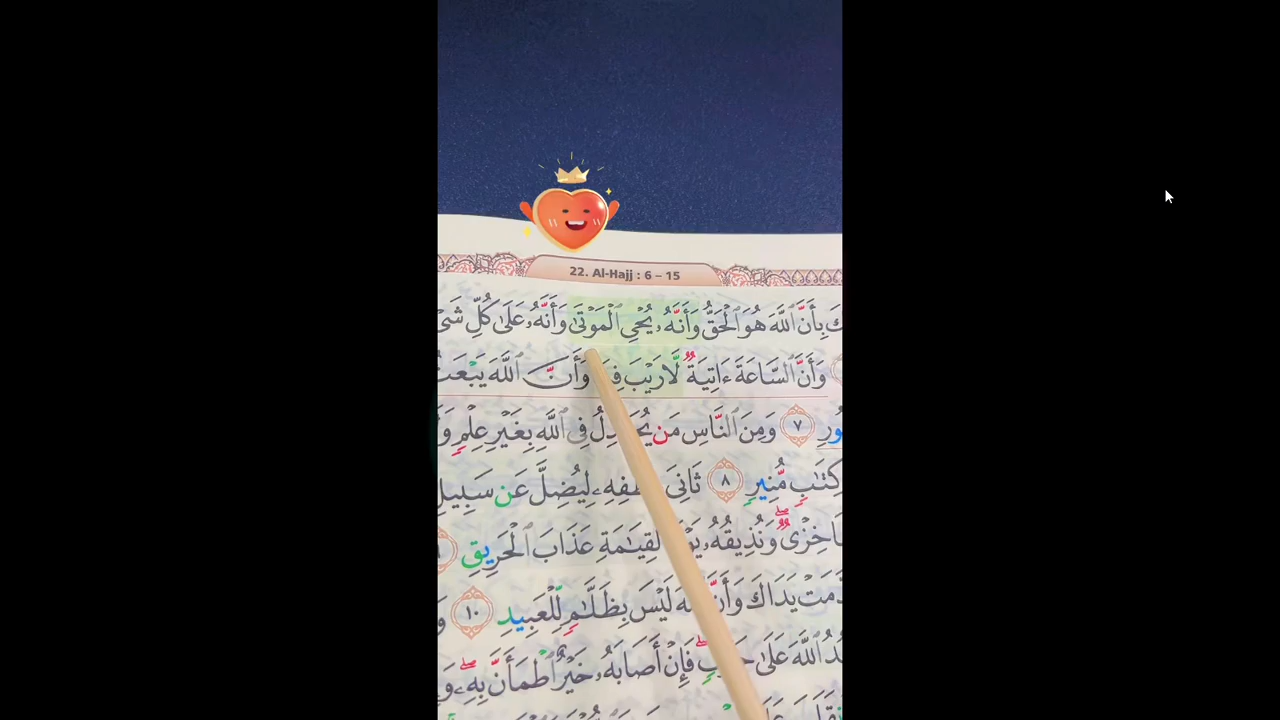 22. Al-Hajj : 6 – 15
بِأَنَّ ٱللَّهَ هُوَ ٱلْحَقُّ وَأَنَّهُۥ يُحْىِ ٱلْمَوْتَىٰ وَأَنَّهُۥ عَلَىٰ كُلِّ شَىْ
وَأَنَّ ٱلسَّاعَةَ ءَاتِيَةٌ لَّا رَيْبَ وَأَنَّ ٱللَّهَ يَبْعَثُ
٧ وَمِنَ ٱلنَّاسِ مَن فِى ٱللَّهِ بِغَيْرِ عِلْمٍ
كِتَٰبٍ مُّنِيرٍ ٨ ثَانِىَ لِيُضِلَّ عَن سَبِيلِ
خِزْىٌ ۖ وَنُذِيقُهُۥ ٱلْقِيَٰمَةِ عَذَابَ ٱلْحَرِيقِ
يَدَاكَ لَيْسَ بِظَلَّٰمٍ لِّلْعَبِيدِ ١٠
ٱللَّهَ عَلَىٰ فَإِنْ أَصَابَهُۥ خَيْرٌ ٱطْمَأَنَّ بِهِۦ ۖ